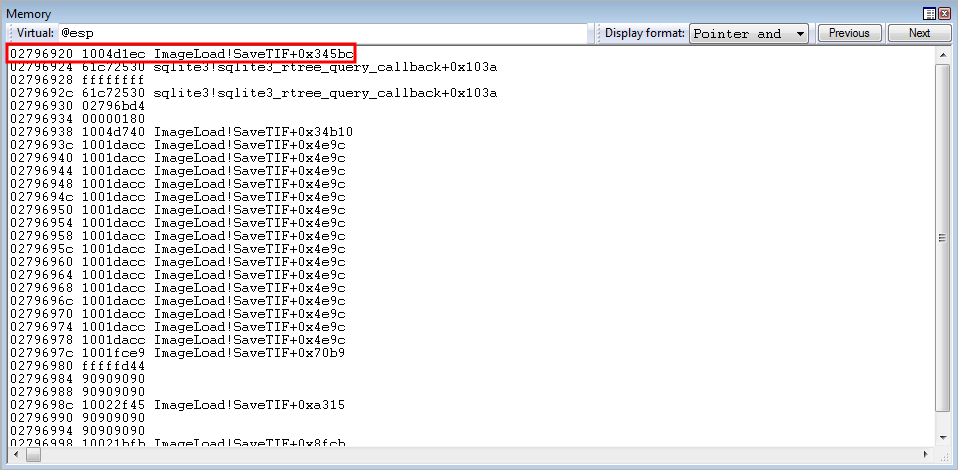 Memory
Virtual: @esp Display format: Pointer and Previous Next
02796920 1004d1ec ImageLoad!SaveTIF+0x345bc
02796924 61c72530 sqlite3!sqlite3_rtree_query_callback+0x103a
02796928 ffffffff
0279692c 61c72530 sqlite3!sqlite3_rtree_query_callback+0x103a
02796930 02796bd4
02796934 00000180
02796938 1004d740 ImageLoad!SaveTIF+0x34b10
0279693c 1001dacc ImageLoad!SaveTIF+0x4e9c
02796940 1001dacc ImageLoad!SaveTIF+0x4e9c
02796944 1001dacc ImageLoad!SaveTIF+0x4e9c
02796948 1001dacc ImageLoad!SaveTIF+0x4e9c
0279694c 1001dacc ImageLoad!SaveTIF+0x4e9c
02796950 1001dacc ImageLoad!SaveTIF+0x4e9c
02796954 1001dacc ImageLoad!SaveTIF+0x4e9c
02796958 1001dacc ImageLoad!SaveTIF+0x4e9c
0279695c 1001dacc ImageLoad!SaveTIF+0x4e9c
02796960 1001dacc ImageLoad!SaveTIF+0x4e9c
02796964 1001dacc ImageLoad!SaveTIF+0x4e9c
02796968 1001dacc ImageLoad!SaveTIF+0x4e9c
0279696c 1001dacc ImageLoad!SaveTIF+0x4e9c
02796970 1001dacc ImageLoad!SaveTIF+0x4e9c
02796974 1001dacc ImageLoad!SaveTIF+0x4e9c
02796978 1001dacc ImageLoad!SaveTIF+0x4e9c
0279697c 1001fce9 ImageLoad!SaveTIF+0x70b9
02796980 fffffd44
02796984 90909090
02796988 90909090
0279698c 10022f45 ImageLoad!SaveTIF+0xa315
02796990 90909090
02796994 90909090
02796998 10021bfb ImageLoad!SaveTIF+0x8fcb